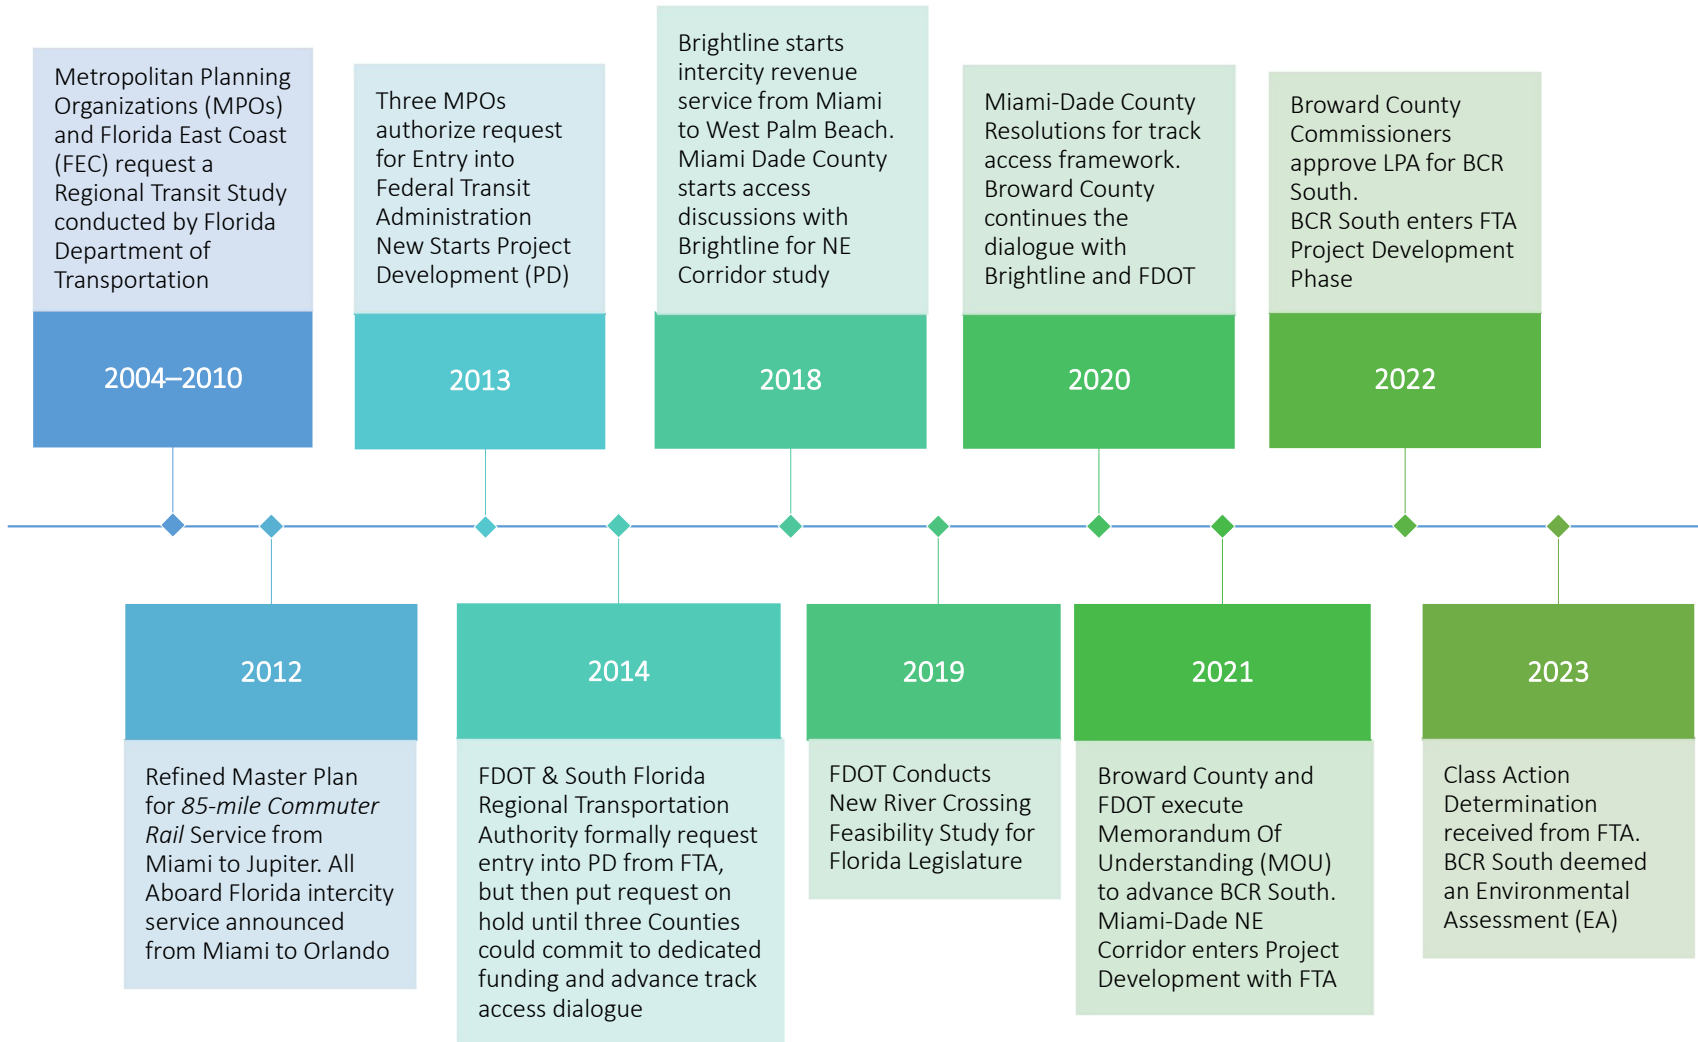 Metropolitan Planning
Organizations (MPOs)
and Florida East Coast
(FEC) request a
Regional Transit Study
conducted by Florida
Department of
Transportation
2004–2010
Three MPOs
authorize request
for Entry into
Federal Transit
Administration
New Starts Project
Development (PD)
2013
Brightline starts
intercity revenue
service from Miami
to West Palm Beach.
Miami Dade County
starts access
discussions with
Brightline for NE
Corridor study
2018
Miami-Dade County
Resolutions for track
access framework.
Broward County
continues the
dialogue with
Brightline and FDOT
2020
Broward County
Commissioners
approve LPA for BCR
South.
BCR South enters FTA
Project Development
Phase
2022
2012
Refined Master Plan
for 85-mile Commuter
Rail Service from
Miami to Jupiter. All
Aboard Florida intercity
service announced
from Miami to Orlando
2014
FDOT & South Florida
Regional Transportation
Authority formally request
entry into PD from FTA,
but then put request on
hold until three Counties
could commit to dedicated
funding and advance track
access dialogue
2019
FDOT Conducts
New River Crossing
Feasibility Study for
Florida Legislature
2021
Broward County and
FDOT execute
Memorandum Of
Understanding (MOU)
to advance BCR South.
Miami-Dade NE
Corridor enters Project
Development with FTA
2023
Class Action
Determination
received from FTA.
BCR South deemed
an Environmental
Assessment (EA)